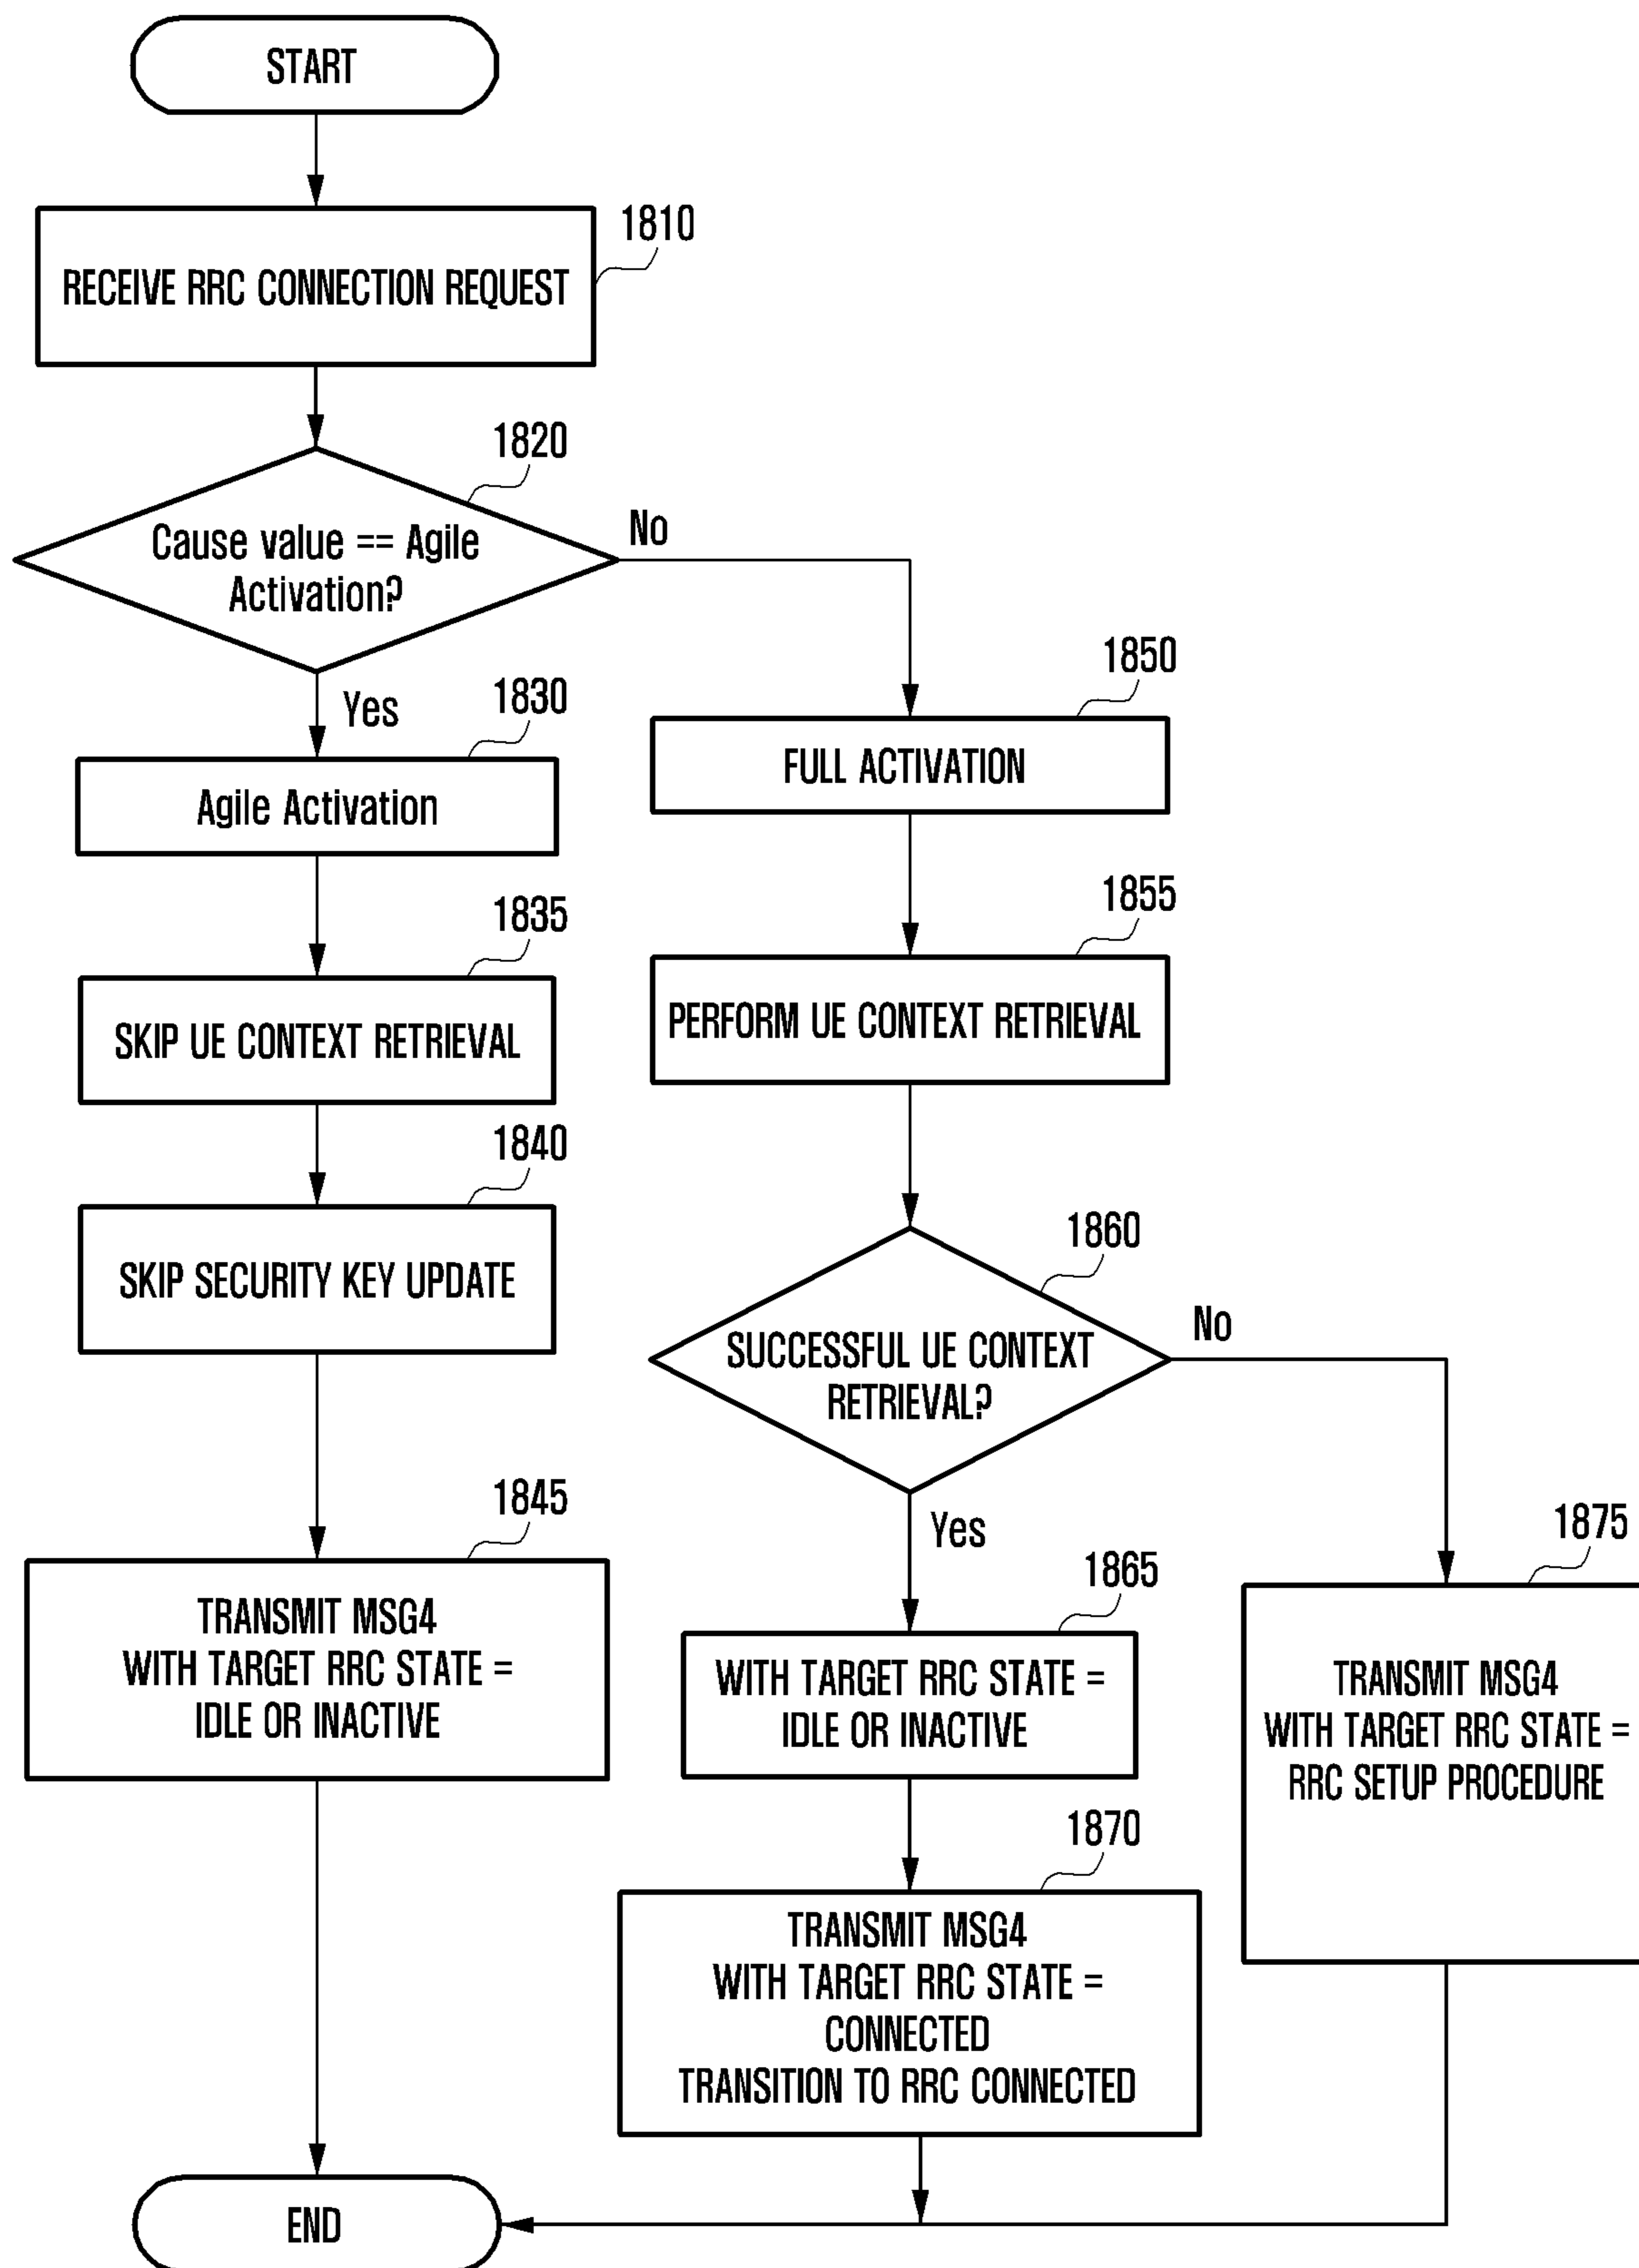 START
1810
RECEIVE RRC CONNECTION REQUEST
1820
Cause value == Agile
Activation?
No
Yes
1830
Agile Activation
1835
SKIP UE CONTEXT RETRIEVAL
1840
SKIP SECURITY KEY UPDATE
1845
TRANSMIT MSG4
WITH TARGET RRC STATE =
IDLE OR INACTIVE
1850
FULL ACTIVATION
1855
PERFORM UE CONTEXT RETRIEVAL
1860
SUCCESSFUL UE CONTEXT
RETRIEVAL?
No
Yes
1865
WITH TARGET RRC STATE =
IDLE OR INACTIVE
1870
TRANSMIT MSG4
WITH TARGET RRC STATE =
CONNECTED
TRANSITION TO RRC CONNECTED
1875
TRANSMIT MSG4
WITH TARGET RRC STATE =
RRC SETUP PROCEDURE
END